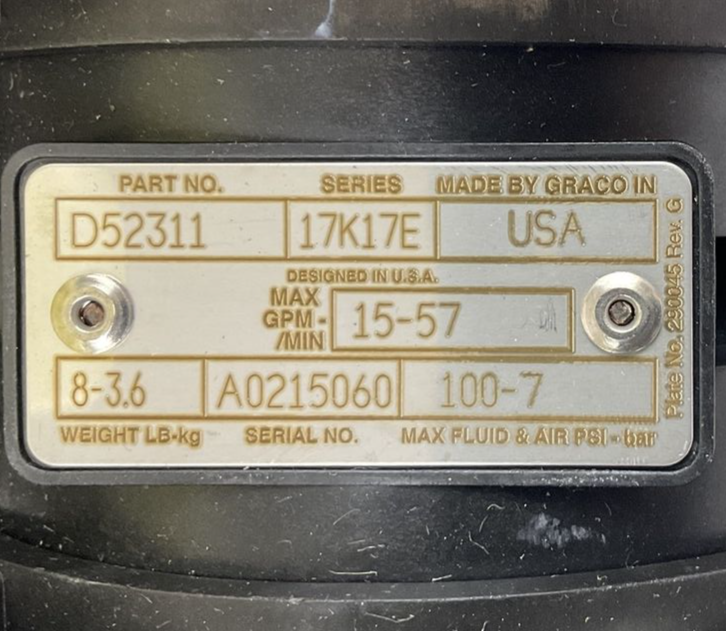 PART NO. SERIES MADE BY GRACO IN
D52311 17K17E USA
DESIGNED IN U.S.A.
MAX
GPM-
/MIN
15-57
8-3.6 A0215060 100-7
WEIGHT LB-kg SERIAL NO. MAX FLUID & AIR PSI-bar
Plate No. 290045 Rev. G